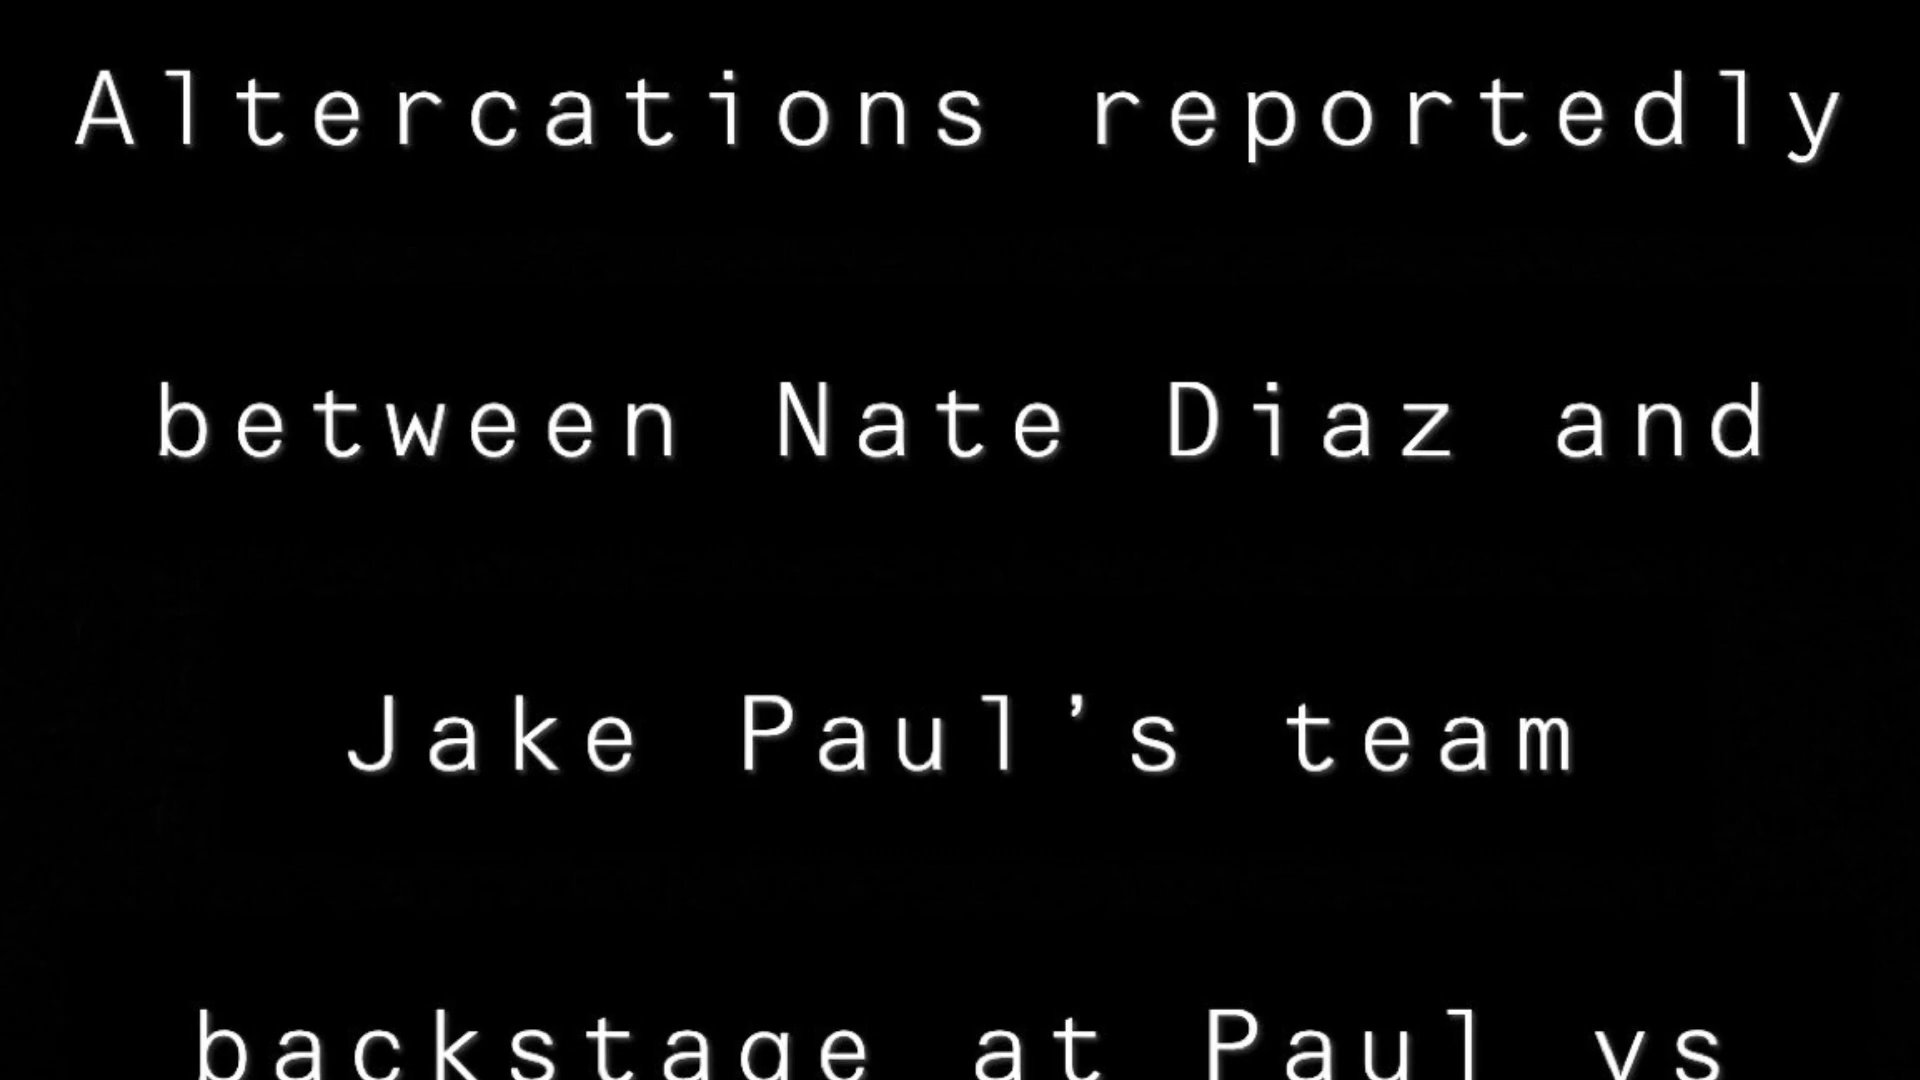 Altercations reportedly
between Nate Diaz and
Jake Paul’s team
backstage at Paul vs